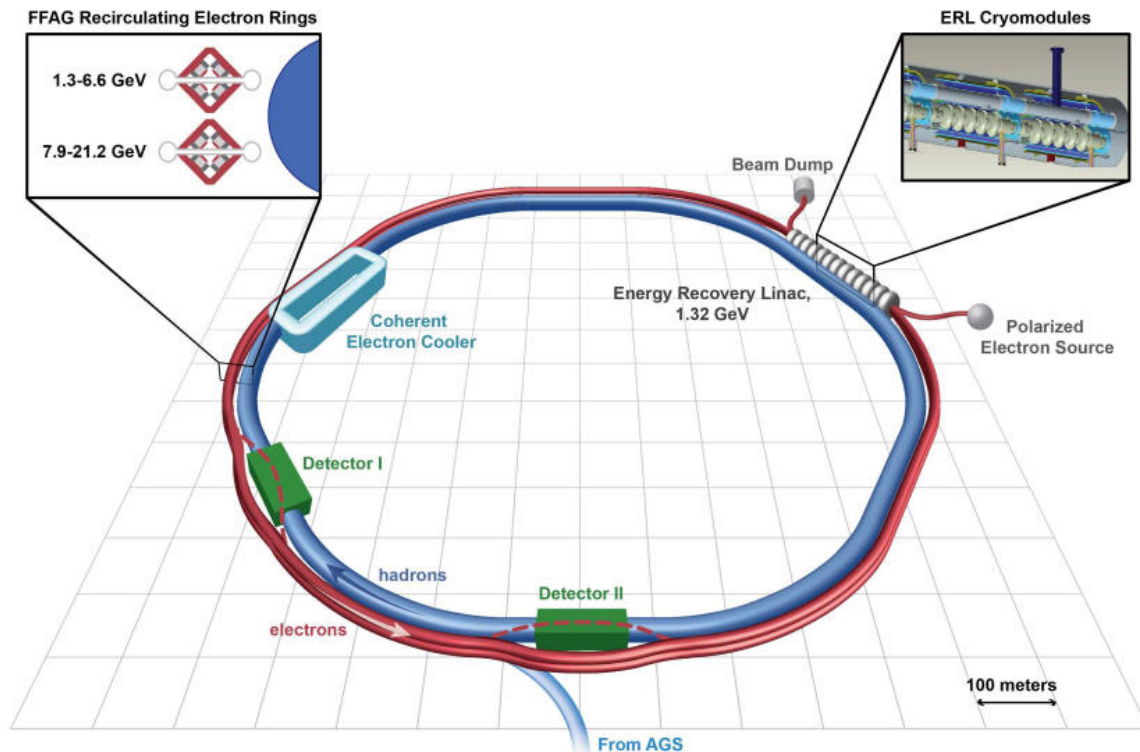 FFAG Recirculating Electron Rings
1.3-6.6 GeV
7.9-21.2 GeV
ERL Cryomodules
Beam Dump
Energy Recovery Linac,
1.32 GeV
Polarized
Electron Source
Coherent
Electron Cooler
Detector I
hadrons
Detector II
electrons
100 meters
From AGS